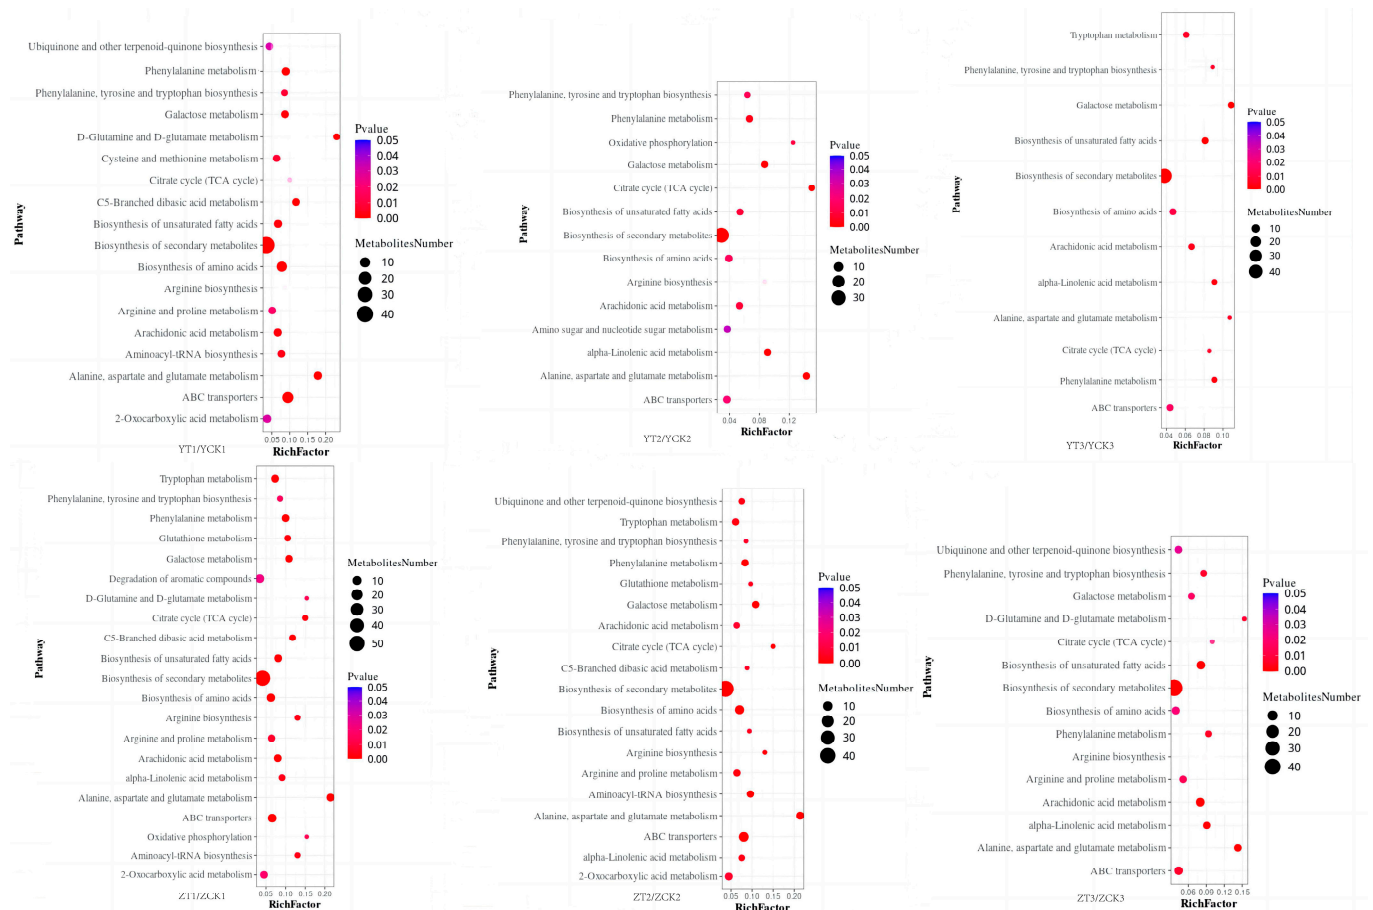 Ubiquinone and other terpenoid-quinone biosynthesis
Phenylalanine metabolism
Phenylalanine, tyrosine and tryptophan biosynthesis
Galactose metabolism
D-Glutamine and D-glutamate metabolism
Cysteine and methionine metabolism
Citrate cycle (TCA cycle)
C5-Branched dibasic acid metabolism
Biosynthesis of unsaturated fatty acids
Biosynthesis of secondary metabolites
Biosynthesis of amino acids
Arginine biosynthesis
Arginine and proline metabolism
Arachidonic acid metabolism
Aminoacyl-tRNA biosynthesis
Alanine, aspartate and glutamate metabolism
ABC transporters
2-Oxocarboxylic acid metabolism
Pathway
0.05 0.10 0.15 0.20
RichFactor
YT1/YCK1
Pvalue
0.05
0.04
0.03
0.02
0.01
0.00
MetabolitesNumber
10
20
30
40
Phenylalanine, tyrosine and tryptophan biosynthesis
Phenylalanine metabolism
Oxidative phosphorylation
Galactose metabolism
Citrate cycle (TCA cycle)
Biosynthesis of unsaturated fatty acids
Biosynthesis of secondary metabolites
Biosynthesis of amino acids
Arginine biosynthesis
Arachidonic acid metabolism
Amino sugar and nucleotide sugar metabolism
alpha-Linolenic acid metabolism
Alanine, aspartate and glutamate metabolism
ABC transporters
Pathway
0.04 0.08 0.12
RichFactor
YT2/YCK2
Pvalue
0.05
0.04
0.03
0.02
0.01
0.00
MetabolitesNumber
10
20
30
Tryptophan metabolism
Phenylalanine, tyrosine and tryptophan biosynthesis
Galactose metabolism
Biosynthesis of unsaturated fatty acids
Biosynthesis of secondary metabolites
Biosynthesis of amino acids
Arachidonic acid metabolism
alpha-Linolenic acid metabolism
Alanine, aspartate and glutamate metabolism
Citrate cycle (TCA cycle)
Phenylalanine metabolism
ABC transporters
Pathway
0.04 0.06 0.08 0.10
RichFactor
YT3/YCK3
Pvalue
0.05
0.04
0.03
0.02
0.01
0.00
MetabolitesNumber
10
20
30
40
Tryptophan metabolism
Phenylalanine, tyrosine and tryptophan biosynthesis
Phenylalanine metabolism
Glutathione metabolism
Galactose metabolism
Degradation of aromatic compounds
D-Glutamine and D-glutamate metabolism
Citrate cycle (TCA cycle)
C5-Branched dibasic acid metabolism
Biosynthesis of unsaturated fatty acids
Biosynthesis of secondary metabolites
Biosynthesis of amino acids
Arginine biosynthesis
Arginine and proline metabolism
Arachidonic acid metabolism
alpha-Linolenic acid metabolism
Alanine, aspartate and glutamate metabolism
ABC transporters
Oxidative phosphorylation
Aminoacyl-tRNA biosynthesis
2-Oxocarboxylic acid metabolism
Pathway
0.05 0.10 0.15 0.20
RichFactor
ZT1/ZCK1
MetabolitesNumber
10
20
30
40
50
Pvalue
0.05
0.04
0.03
0.02
0.01
0.00
Ubiquinone and other terpenoid-quinone biosynthesis
Tryptophan metabolism
Phenylalanine, tyrosine and tryptophan biosynthesis
Phenylalanine metabolism
Glutathione metabolism
Galactose metabolism
Arachidonic acid metabolism
Citrate cycle (TCA cycle)
C5-Branched dibasic acid metabolism
Biosynthesis of secondary metabolites
Biosynthesis of amino acids
Biosynthesis of unsaturated fatty acids
Arginine biosynthesis
Arginine and proline metabolism
Aminoacyl-tRNA biosynthesis
Alanine, aspartate and glutamate metabolism
ABC transporters
alpha-Linolenic acid metabolism
2-Oxocarboxylic acid metabolism
Pathway
0.05 0.10 0.15 0.20
RichFactor
ZT2/ZCK2
Pvalue
0.05
0.04
0.03
0.02
0.01
0.00
MetabolitesNumber
10
20
30
40
Ubiquinone and other terpenoid-quinone biosynthesis
Phenylalanine, tyrosine and tryptophan biosynthesis
Galactose metabolism
D-Glutamine and D-glutamate metabolism
Citrate cycle (TCA cycle)
Biosynthesis of unsaturated fatty acids
Biosynthesis of secondary metabolites
Biosynthesis of amino acids
Phenylalanine metabolism
Arginine biosynthesis
Arginine and proline metabolism
Arachidonic acid metabolism
alpha-Linolenic acid metabolism
Alanine, aspartate and glutamate metabolism
ABC transporters
Pathway
0.06 0.09 0.12 0.15
RichFactor
ZT3/ZCK3
Pvalue
0.05
0.04
0.03
0.02
0.01
0.00
MetabolitesNumber
10
20
30
40